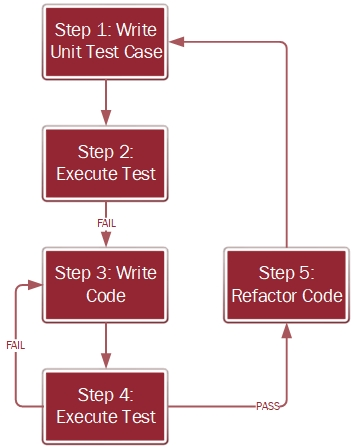 Step 1: Write
Unit Test Case
Step 2:
Execute Test
FAIL
Step 3: Write
Code
Step 5:
Refactor Code
FAIL
Step 4:
Execute Test
PASS